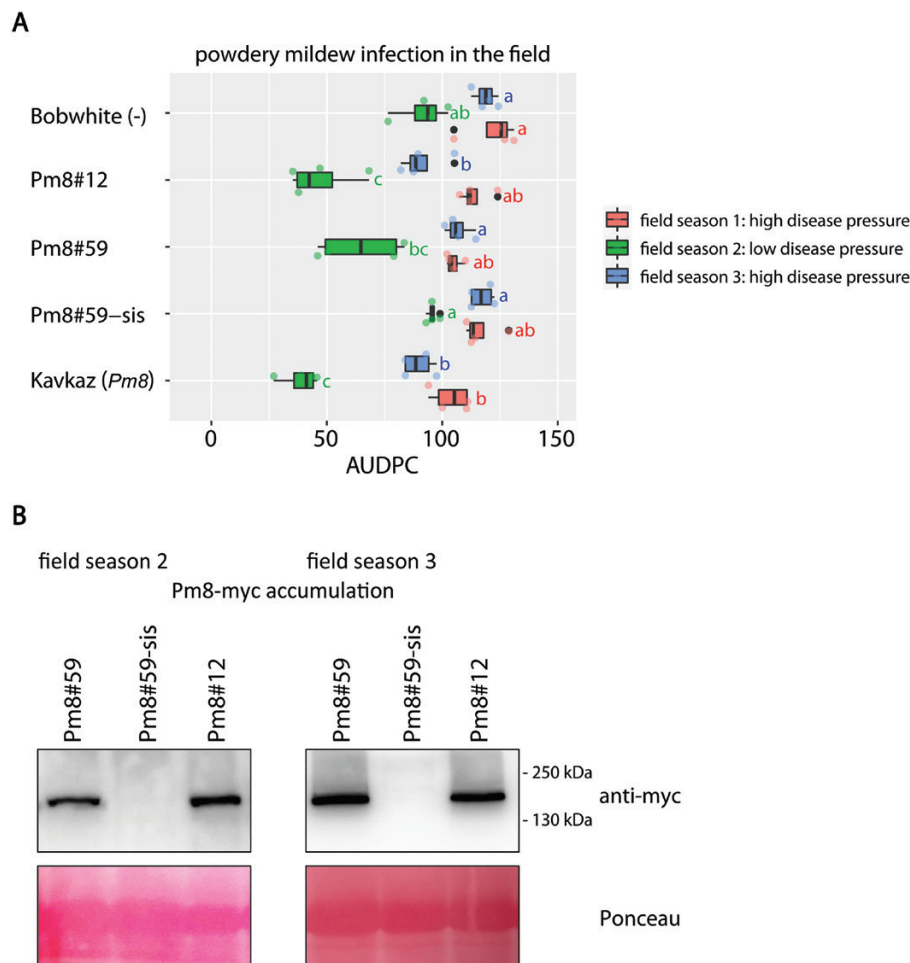 A
powdery mildew infection in the field
Bobwhite (-)
a
ab
a
Pm8#12
b
c
ab
Pm8#59
a
bc
ab
Pm8#59–sis
a
a
ab
Kavkaz (Pm8)
b
c
b
0 50 100 150
AUDPC
field season 1: high disease pressure
field season 2: low disease pressure
field season 3: high disease pressure
B
field season 2 field season 3
Pm8-myc accumulation
Pm8#59 Pm8#59-sis Pm8#12 Pm8#59 Pm8#59-sis Pm8#12
- 250 kDa
anti-myc
- 130 kDa
Ponceau